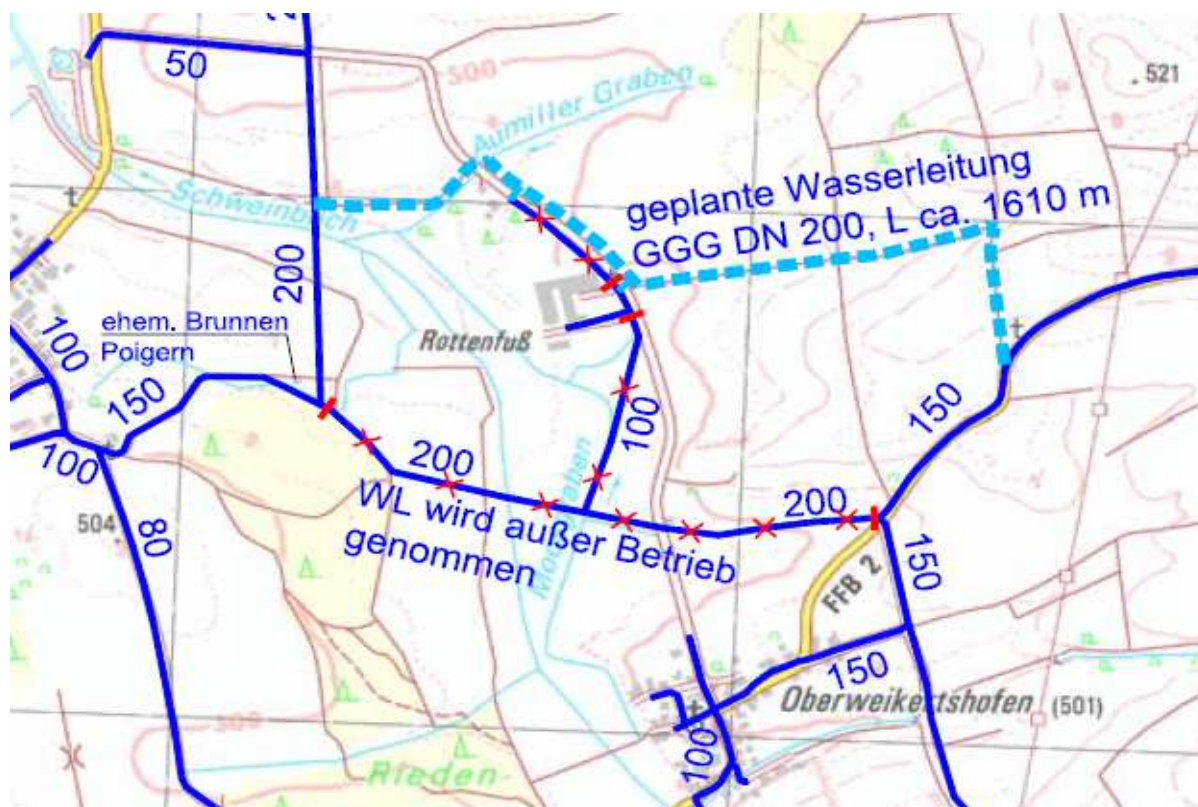 50
500
521
Aumiller Graben
Schweinbach
geplante Wasserleitung
GGG DN 200, L ca. 1610 m
200
ehem. Brunnen
Poigern
Rottenfuß
100
150
100
150
100
200
200
WL wird außer Betrieb
genommen
504
80
FFB 2
150
150
Oberweikertshofen (501)
100
500
Rieden-